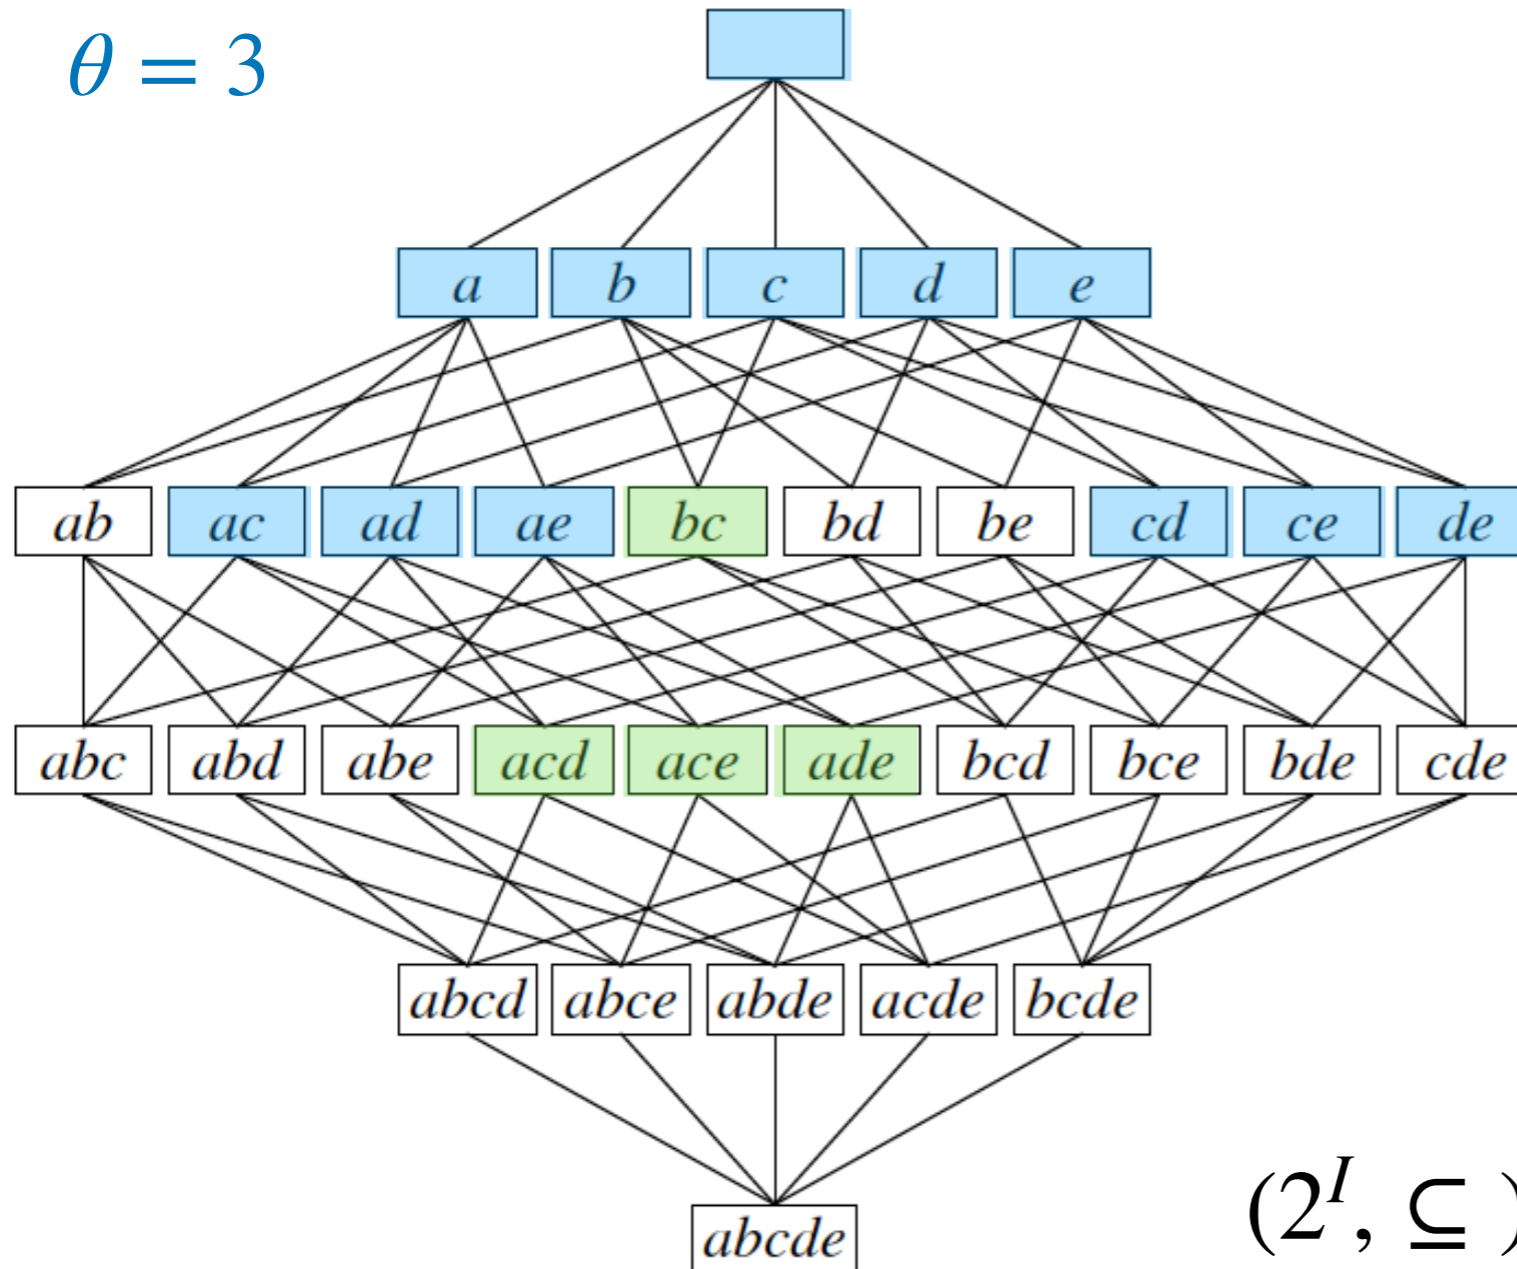 θ = 3
a b c d e
ab ac ad ae bc bd be cd ce de
abc abd abe acd ace ade bcd bce bde cde
abcd abce abde acde bcde
abcde
(2^I, ⊆ )